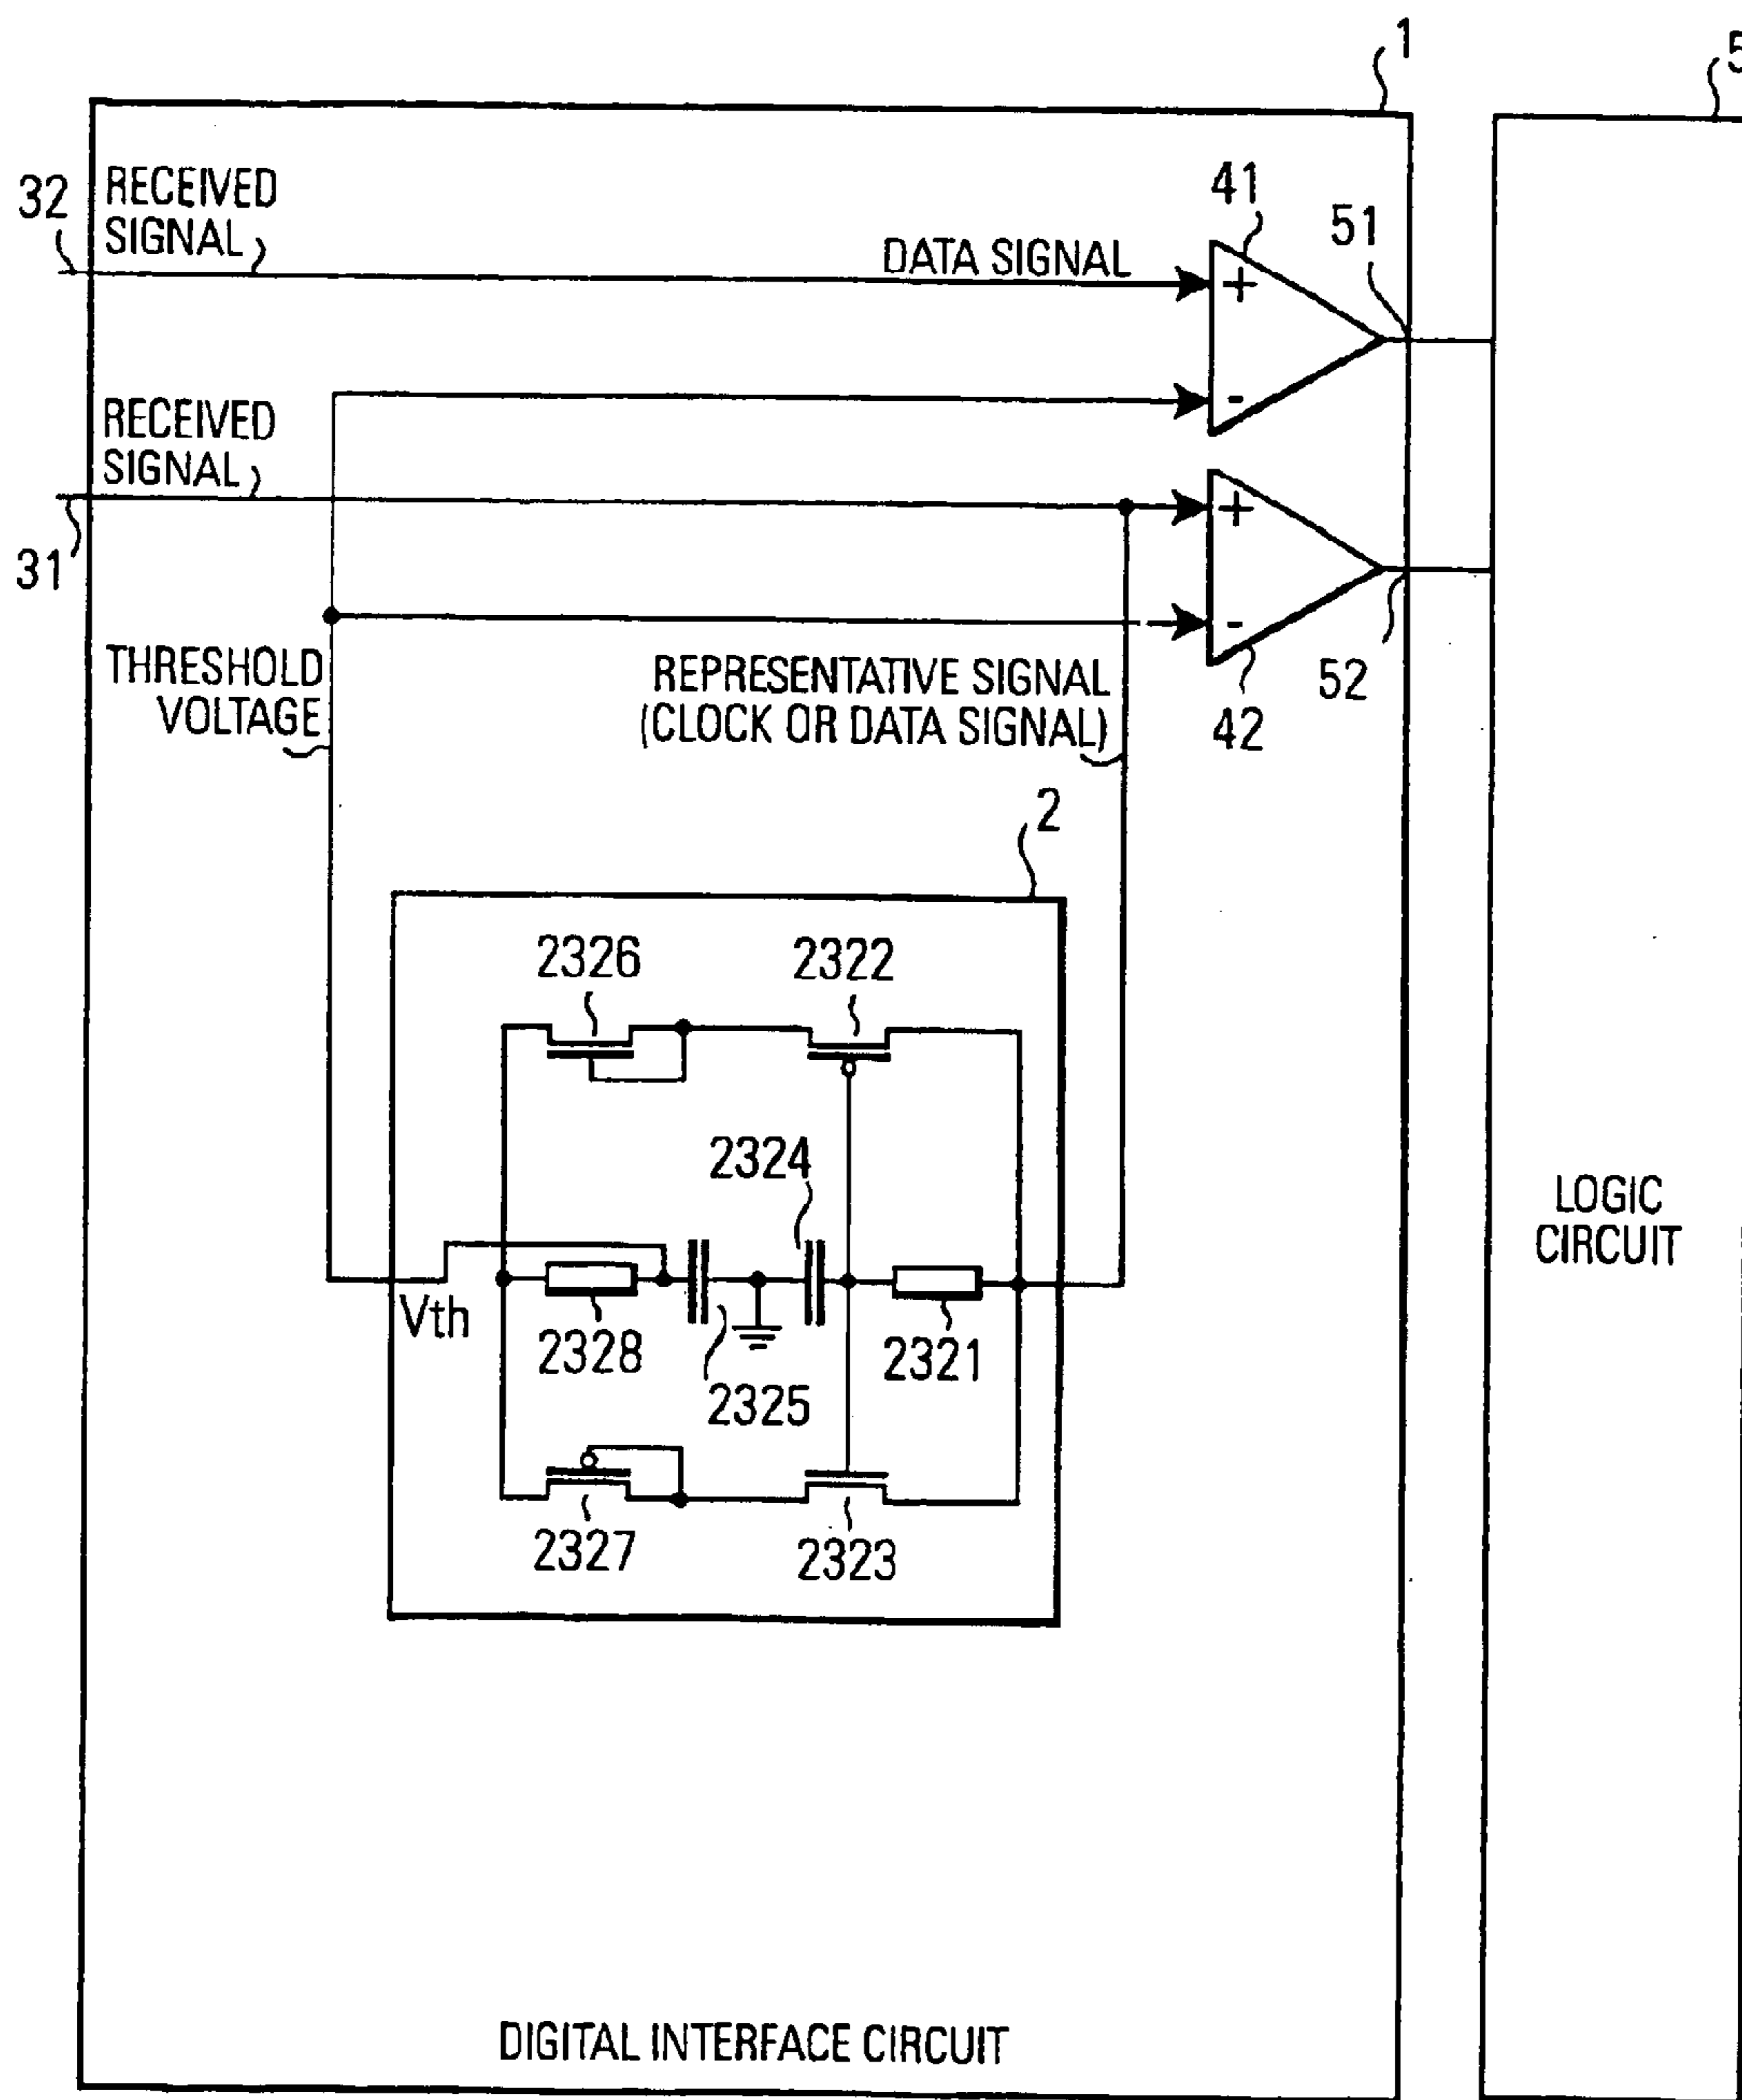 1
5
32
RECEIVED
SIGNAL
41
51
DATA SIGNAL
+
-
RECEIVED
SIGNAL
31
+
-
THRESHOLD
VOLTAGE
REPRESENTATIVE SIGNAL
(CLOCK OR DATA SIGNAL)
52
42
2
2326
2322
2324
LOGIC
CIRCUIT
Vth
2328
2321
2325
2327
2323
DIGITAL INTERFACE CIRCUIT